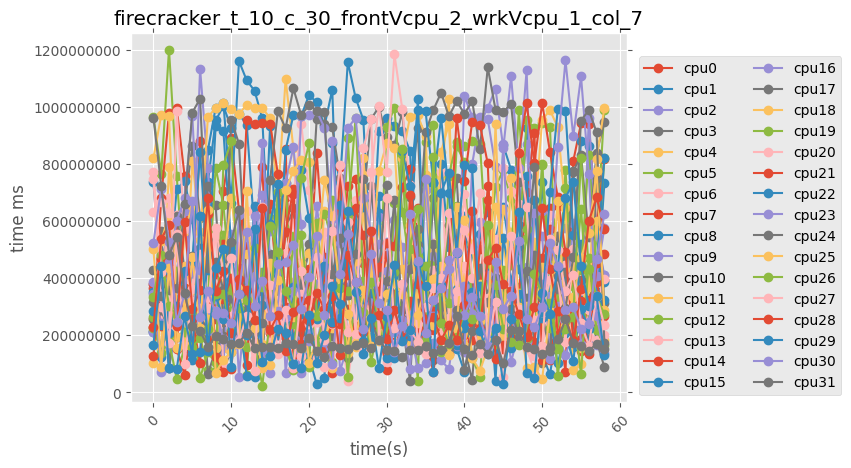 firecracker_t_10_c_30_frontVcpu_2_wrkVcpu_1_col_7
time ms
1200000000
1000000000
800000000
600000000
400000000
200000000
0
0
10
20
30
40
50
60
time(s)
cpu0
cpu1
cpu2
cpu3
cpu4
cpu5
cpu6
cpu7
cpu8
cpu9
cpu10
cpu11
cpu12
cpu13
cpu14
cpu15
cpu16
cpu17
cpu18
cpu19
cpu20
cpu21
cpu22
cpu23
cpu24
cpu25
cpu26
cpu27
cpu28
cpu29
cpu30
cpu31